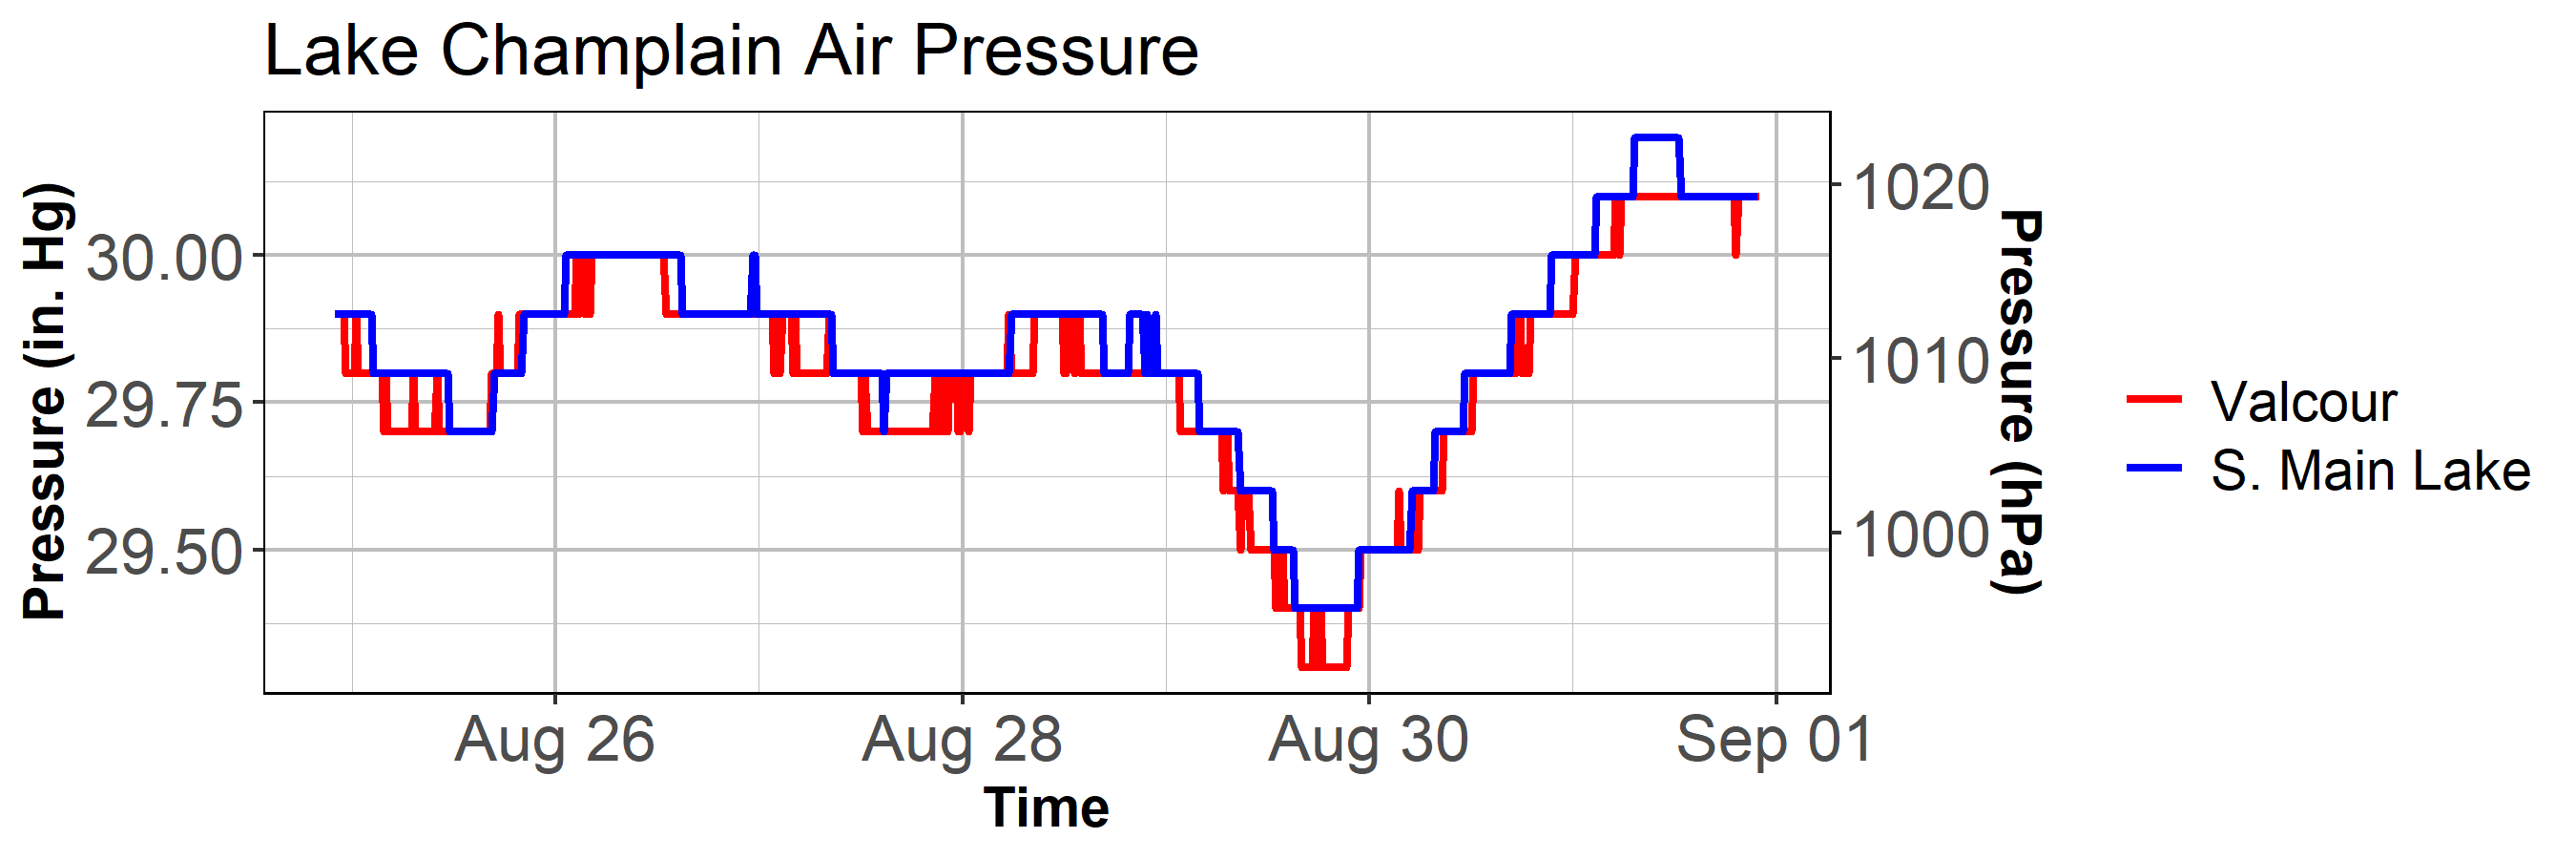 Lake Champlain Air Pressure
Pressure (in. Hg)
30.00
29.75
29.50
1020
1010
1000
Pressure (hPa)
Valcour
S. Main Lake
Aug 26
Aug 28
Aug 30
Sep 01
Time